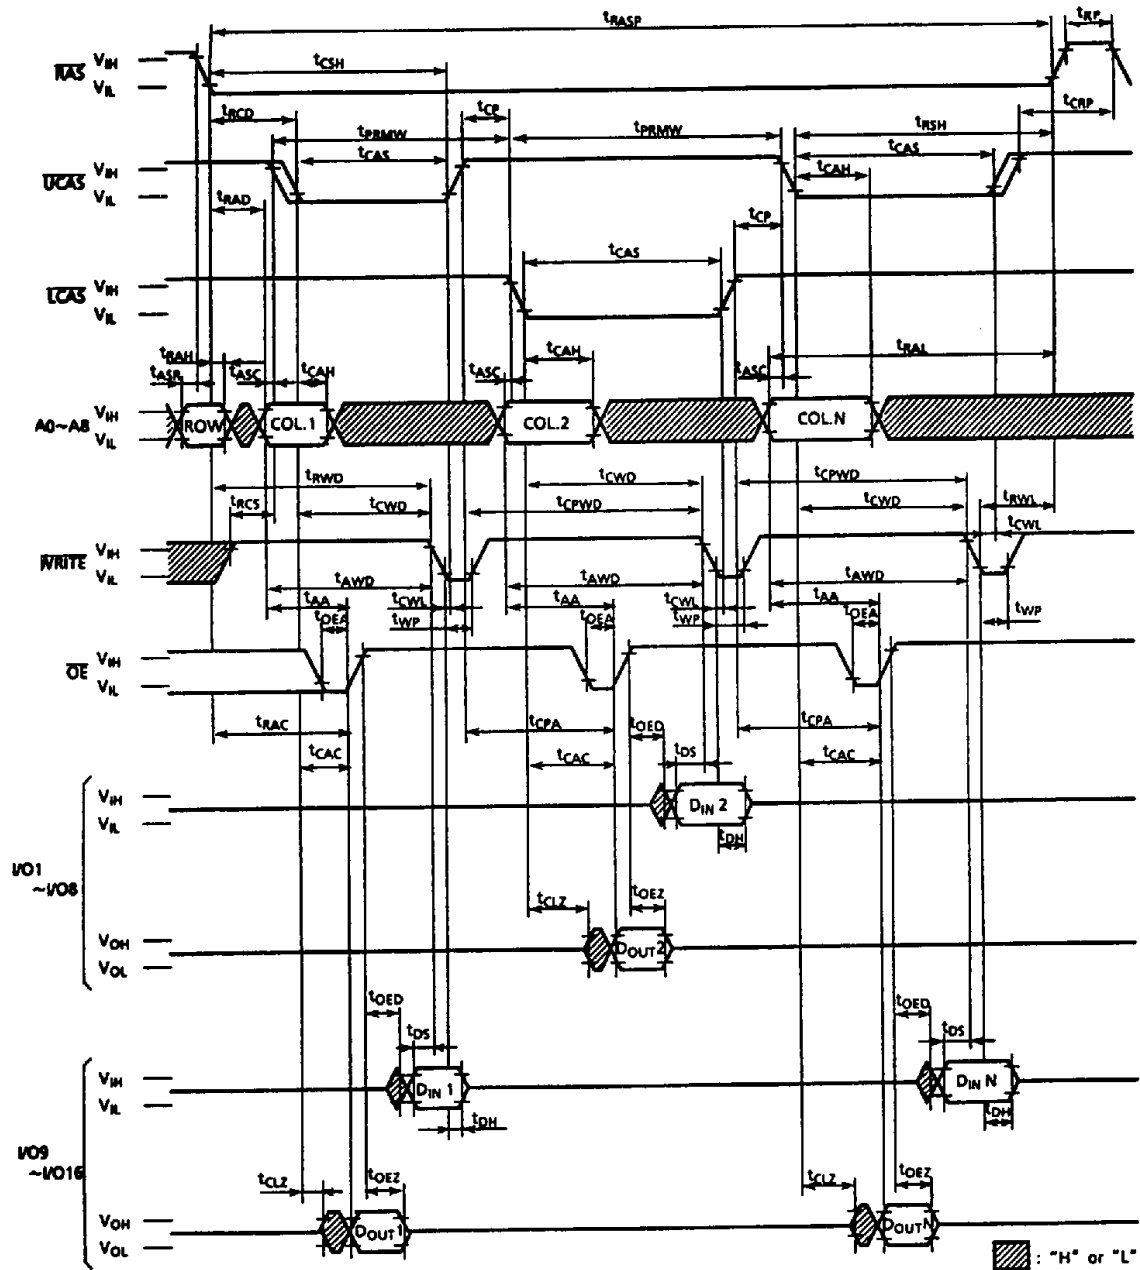 tRASP tRP
RAS VIH
VIL
tCSH
tRCD tCP tCRP
tPRMW tPRMW tRSH
UCAS VIH
VIL
tCAS tCAS
tCAH
tRAD
tCP
tCAS
LCAS VIH
VIL
tRAH tCAH tRAL
tASR tASC tCAH tASC tASC
A0~A8 VIH
VIL
ROW COL.1 COL.2 COL.N
tRWD tCWD tCPWD
tRCS tCWD tCPWD tCWD tRWL
tCWL
WRITE VIH
VIL
tAWD tAWD tAWD
tAA tCWL tAA tCWL tAA
tOEA tWP tOEA tWP tOEA tWP
OE VIH
VIL
tRAC tCPA tOED tCPA
tCAC tCAC tDS tCAC
I/O1
~I/O8
VIH
VIL
DIN 2
tDH
tCLZ tOEZ
VOH
VOL
DOUT2
tOED tOED
tDS tDS
I/O9
~I/O16
VIH
VIL
DIN 1 DIN N
tDH tDH
tCLZ tOEZ tCLZ tOEZ
VOH
VOL
DOUT1 DOUTN
: "H" or "L"